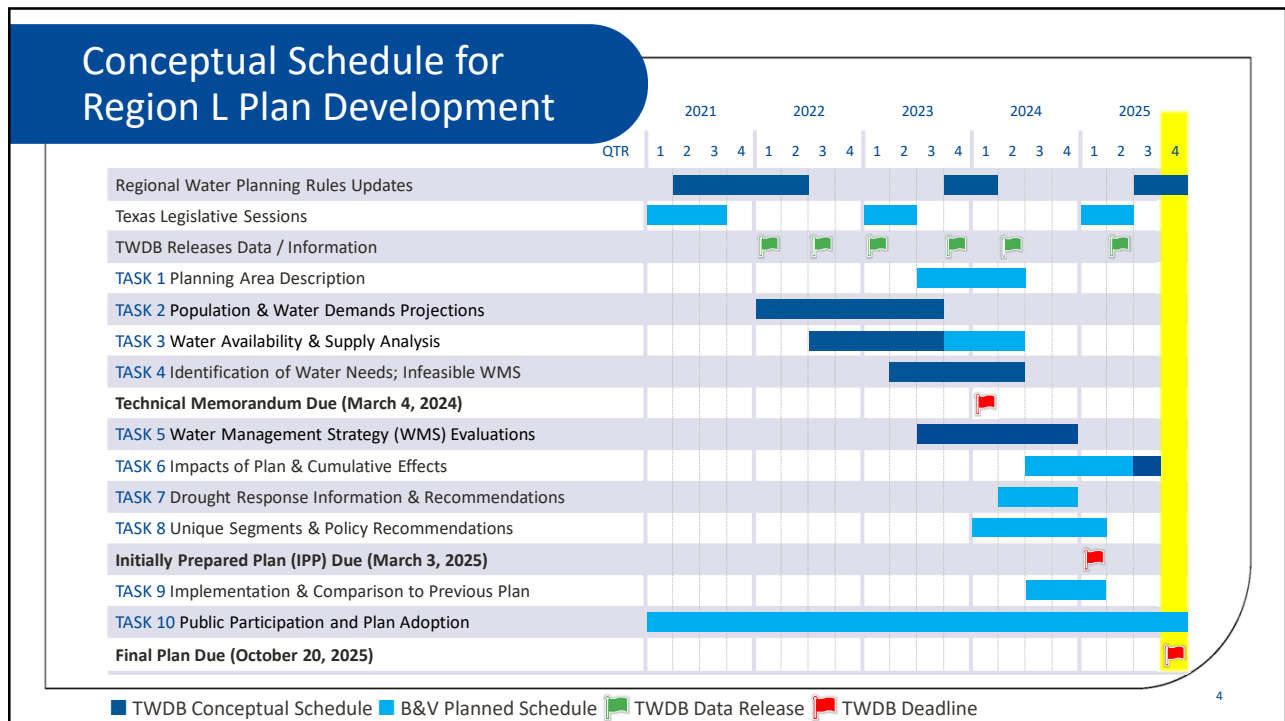 Conceptual Schedule for
Region L Plan Development
2021 2022 2023 2024 2025
QTR 1 2 3 4 1 2 3 4 1 2 3 4 1 2 3 4 1 2 3 4
Regional Water Planning Rules Updates
Texas Legislative Sessions
TWDB Releases Data / Information
TASK 1 Planning Area Description
TASK 2 Population & Water Demands Projections
TASK 3 Water Availability & Supply Analysis
TASK 4 Identification of Water Needs; Infeasible WMS
Technical Memorandum Due (March 4, 2024)
TASK 5 Water Management Strategy (WMS) Evaluations
TASK 6 Impacts of Plan & Cumulative Effects
TASK 7 Drought Response Information & Recommendations
TASK 8 Unique Segments & Policy Recommendations
Initially Prepared Plan (IPP) Due (March 3, 2025)
TASK 9 Implementation & Comparison to Previous Plan
TASK 10 Public Participation and Plan Adoption
Final Plan Due (October 20, 2025)
TWDB Conceptual Schedule B&V Planned Schedule TWDB Data Release TWDB Deadline
4